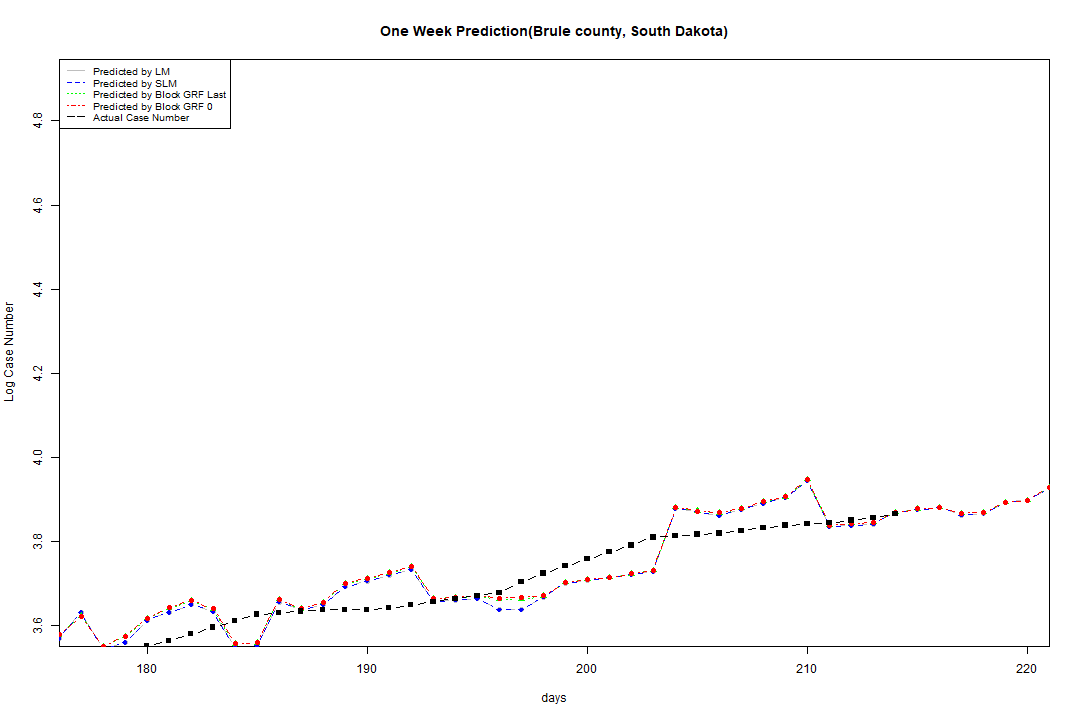 One Week Prediction(Brule county, South Dakota)
Predicted by LM
Predicted by SLM
Predicted by Block GRF Last
Predicted by Block GRF 0
Actual Case Number
4.8
4.6
4.4
4.2
4.0
3.8
3.6
Log Case Number
180 190 200 210 220
days